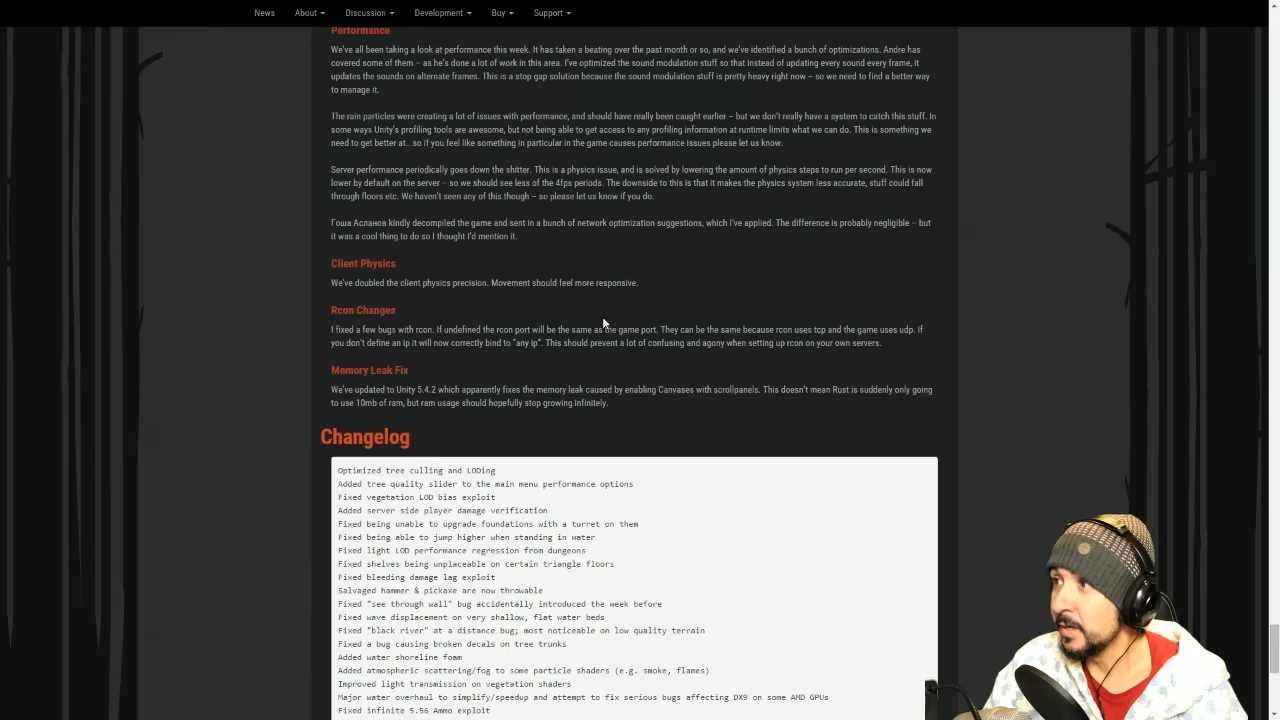 News About Discussion Development Buy Support
Performance
We've all been taking a look at performance this week. It has taken a beating over the past month or so, and we've identified a bunch of optimizations. Andre has
covered some of them – as he's done a lot of work in this area. I've optimized the sound modulation stuff so that instead of updating every sound every frame, it
updates the sounds on alternate frames. This is a stop gap solution because the sound modulation stuff is pretty heavy right now – so we need to find a better way
to manage it.
The rain particles were creating a lot of issues with performance, and should have really been caught earlier – but we don't really have a system to catch this stuff. In
some ways Unity's profiling tools are awesome, but not being able to get access to any profiling information at runtime limits what we can do. This is something we
need to get better at.. so if you feel like something in particular in the game causes performance issues please let us know.
Server performance periodically goes down the shitter. This is a physics issue, and is solved by lowering the amount of physics steps to run per second. This is now
lower by default on the server – so we should see less of the 4fps periods. The downside to this is that it makes the physics system less accurate, stuff could fall
through floors etc. We haven't seen any of this though – so please let us know if you do.
Гоша Асланов kindly decompiled the game and sent in a bunch of network optimization suggestions, which I've applied. The difference is probably negligible – but
it was a cool thing to do so I thought I'd mention it.
Client Physics
We've doubled the client physics precision. Movement should feel more responsive.
Rcon Changes
I fixed a few bugs with rcon. If undefined the rcon port will be the same as the game port. They can be the same because rcon uses tcp and the game uses udp. If
you don't define an ip it will now correctly bind to "any ip". This should prevent a lot of confusing and agony when setting up rcon on your own servers.
Memory Leak Fix
We've updated to Unity 5.4.2 which apparently fixes the memory leak caused by enabling Canvases with scrollpanels. This doesn't mean Rust is suddenly only going
to use 10mb of ram, but ram usage should hopefully stop growing infinitely.
Changelog
Optimized tree culling and LODing
Added tree quality slider to the main menu performance options
Fixed vegetation LOD bias exploit
Added server side player damage verification
Fixed being unable to upgrade foundations with a turret on them
Fixed being able to jump higher when standing in water
Fixed light LOD performance regression from dungeons
Fixed shelves being unplaceable on certain triangle floors
Fixed bleeding damage lag exploit
Salvaged hammer & pickaxe are now throwable
Fixed "see through wall" bug accidentally introduced the week before
Fixed wave displacement on very shallow, flat water beds
Fixed "black river" at a distance bug; most noticeable on low quality terrain
Fixed a bug causing broken decals on tree trunks
Added water shoreline foam
Added atmospheric scattering/fog to some particle shaders (e.g. smoke, flames)
Improved light transmission on vegetation shaders
Major water overhaul to simplify/speedup and attempt to fix serious bugs affecting DX9 on some AMD GPUs
Fixed infinite 5.56 Ammo exploit